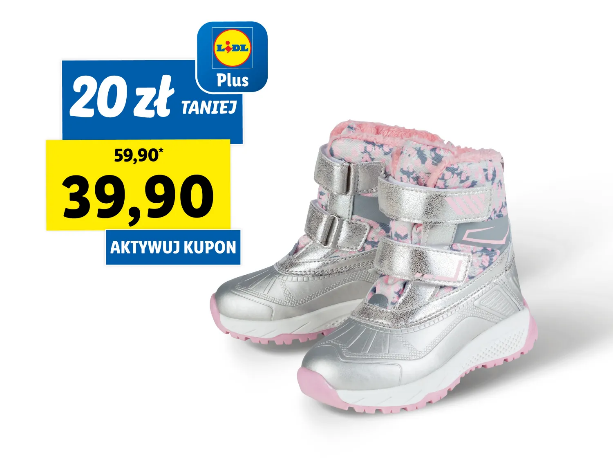 LIDL
Plus
20 zł TANIEJ
59,90*
39,90
AKTYWUJ KUPON